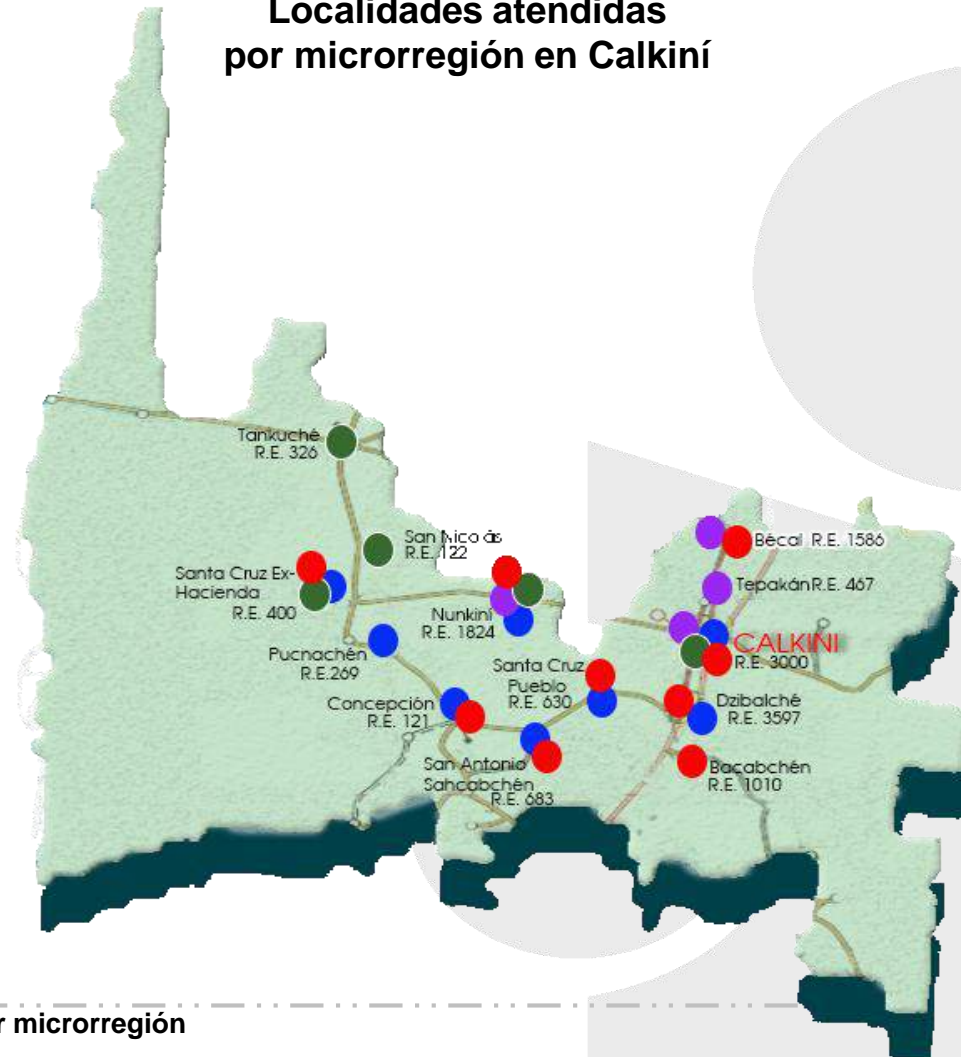 Localidades atendidas
por microrregión en Calkiní
Tankuché
R.E. 326
San Nicolás
R.E. 122
Santa Cruz Ex-
Hacienda
R.E. 400
Bécal R.E. 1586
Tepakán R.E. 467
Nunkiní
R.E. 1824
CALKINI
R.E. 3000
Pucnachén
R.E.269
Santa Cruz
Pueblo
R.E. 630
Concepción
R.E. 121
Dzibalché
R.E. 3597
San Antonio
Sahcabchén
R.E. 683
Bacabchén
R.E. 1010
microrregión